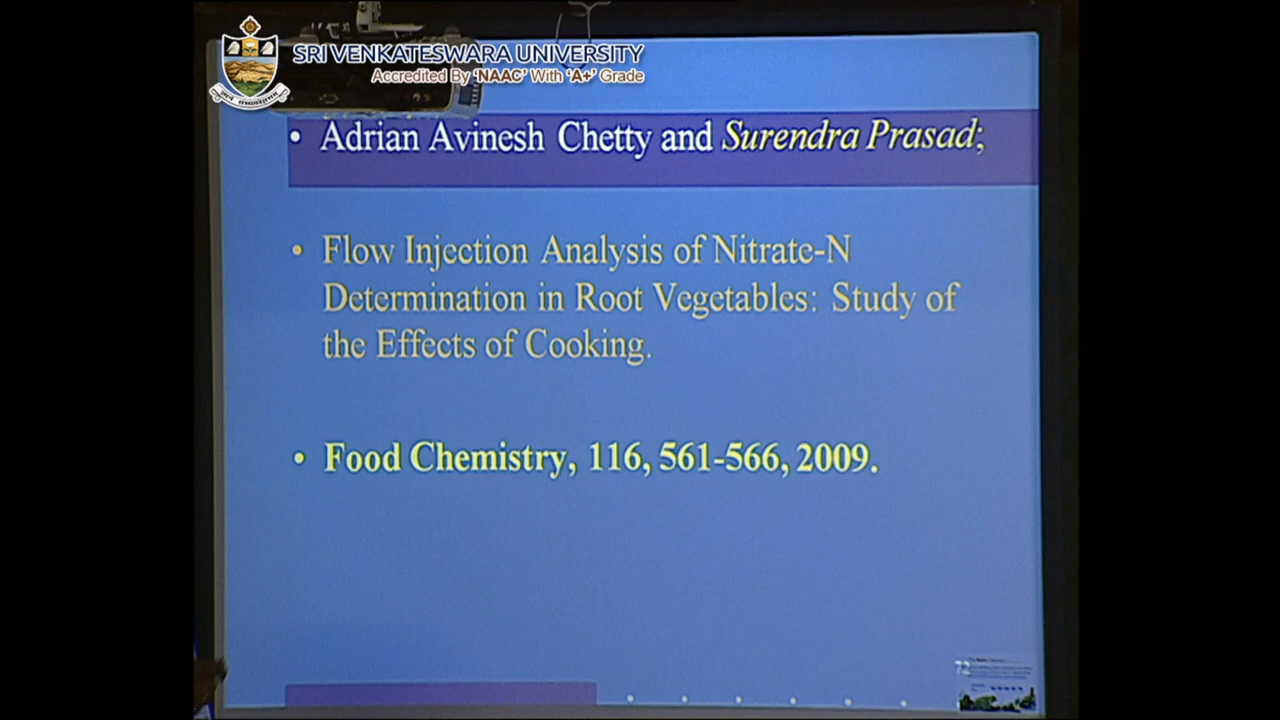 SRI VENKATESWARA UNIVERSITY
Accredited By 'NAAC' With 'A+' Grade
• Adrian Avinesh Chetty and Surendra Prasad;
• Flow Injection Analysis of Nitrate-N
Determination in Root Vegetables: Study of
the Effects of Cooking.
• Food Chemistry, 116, 561-566, 2009.